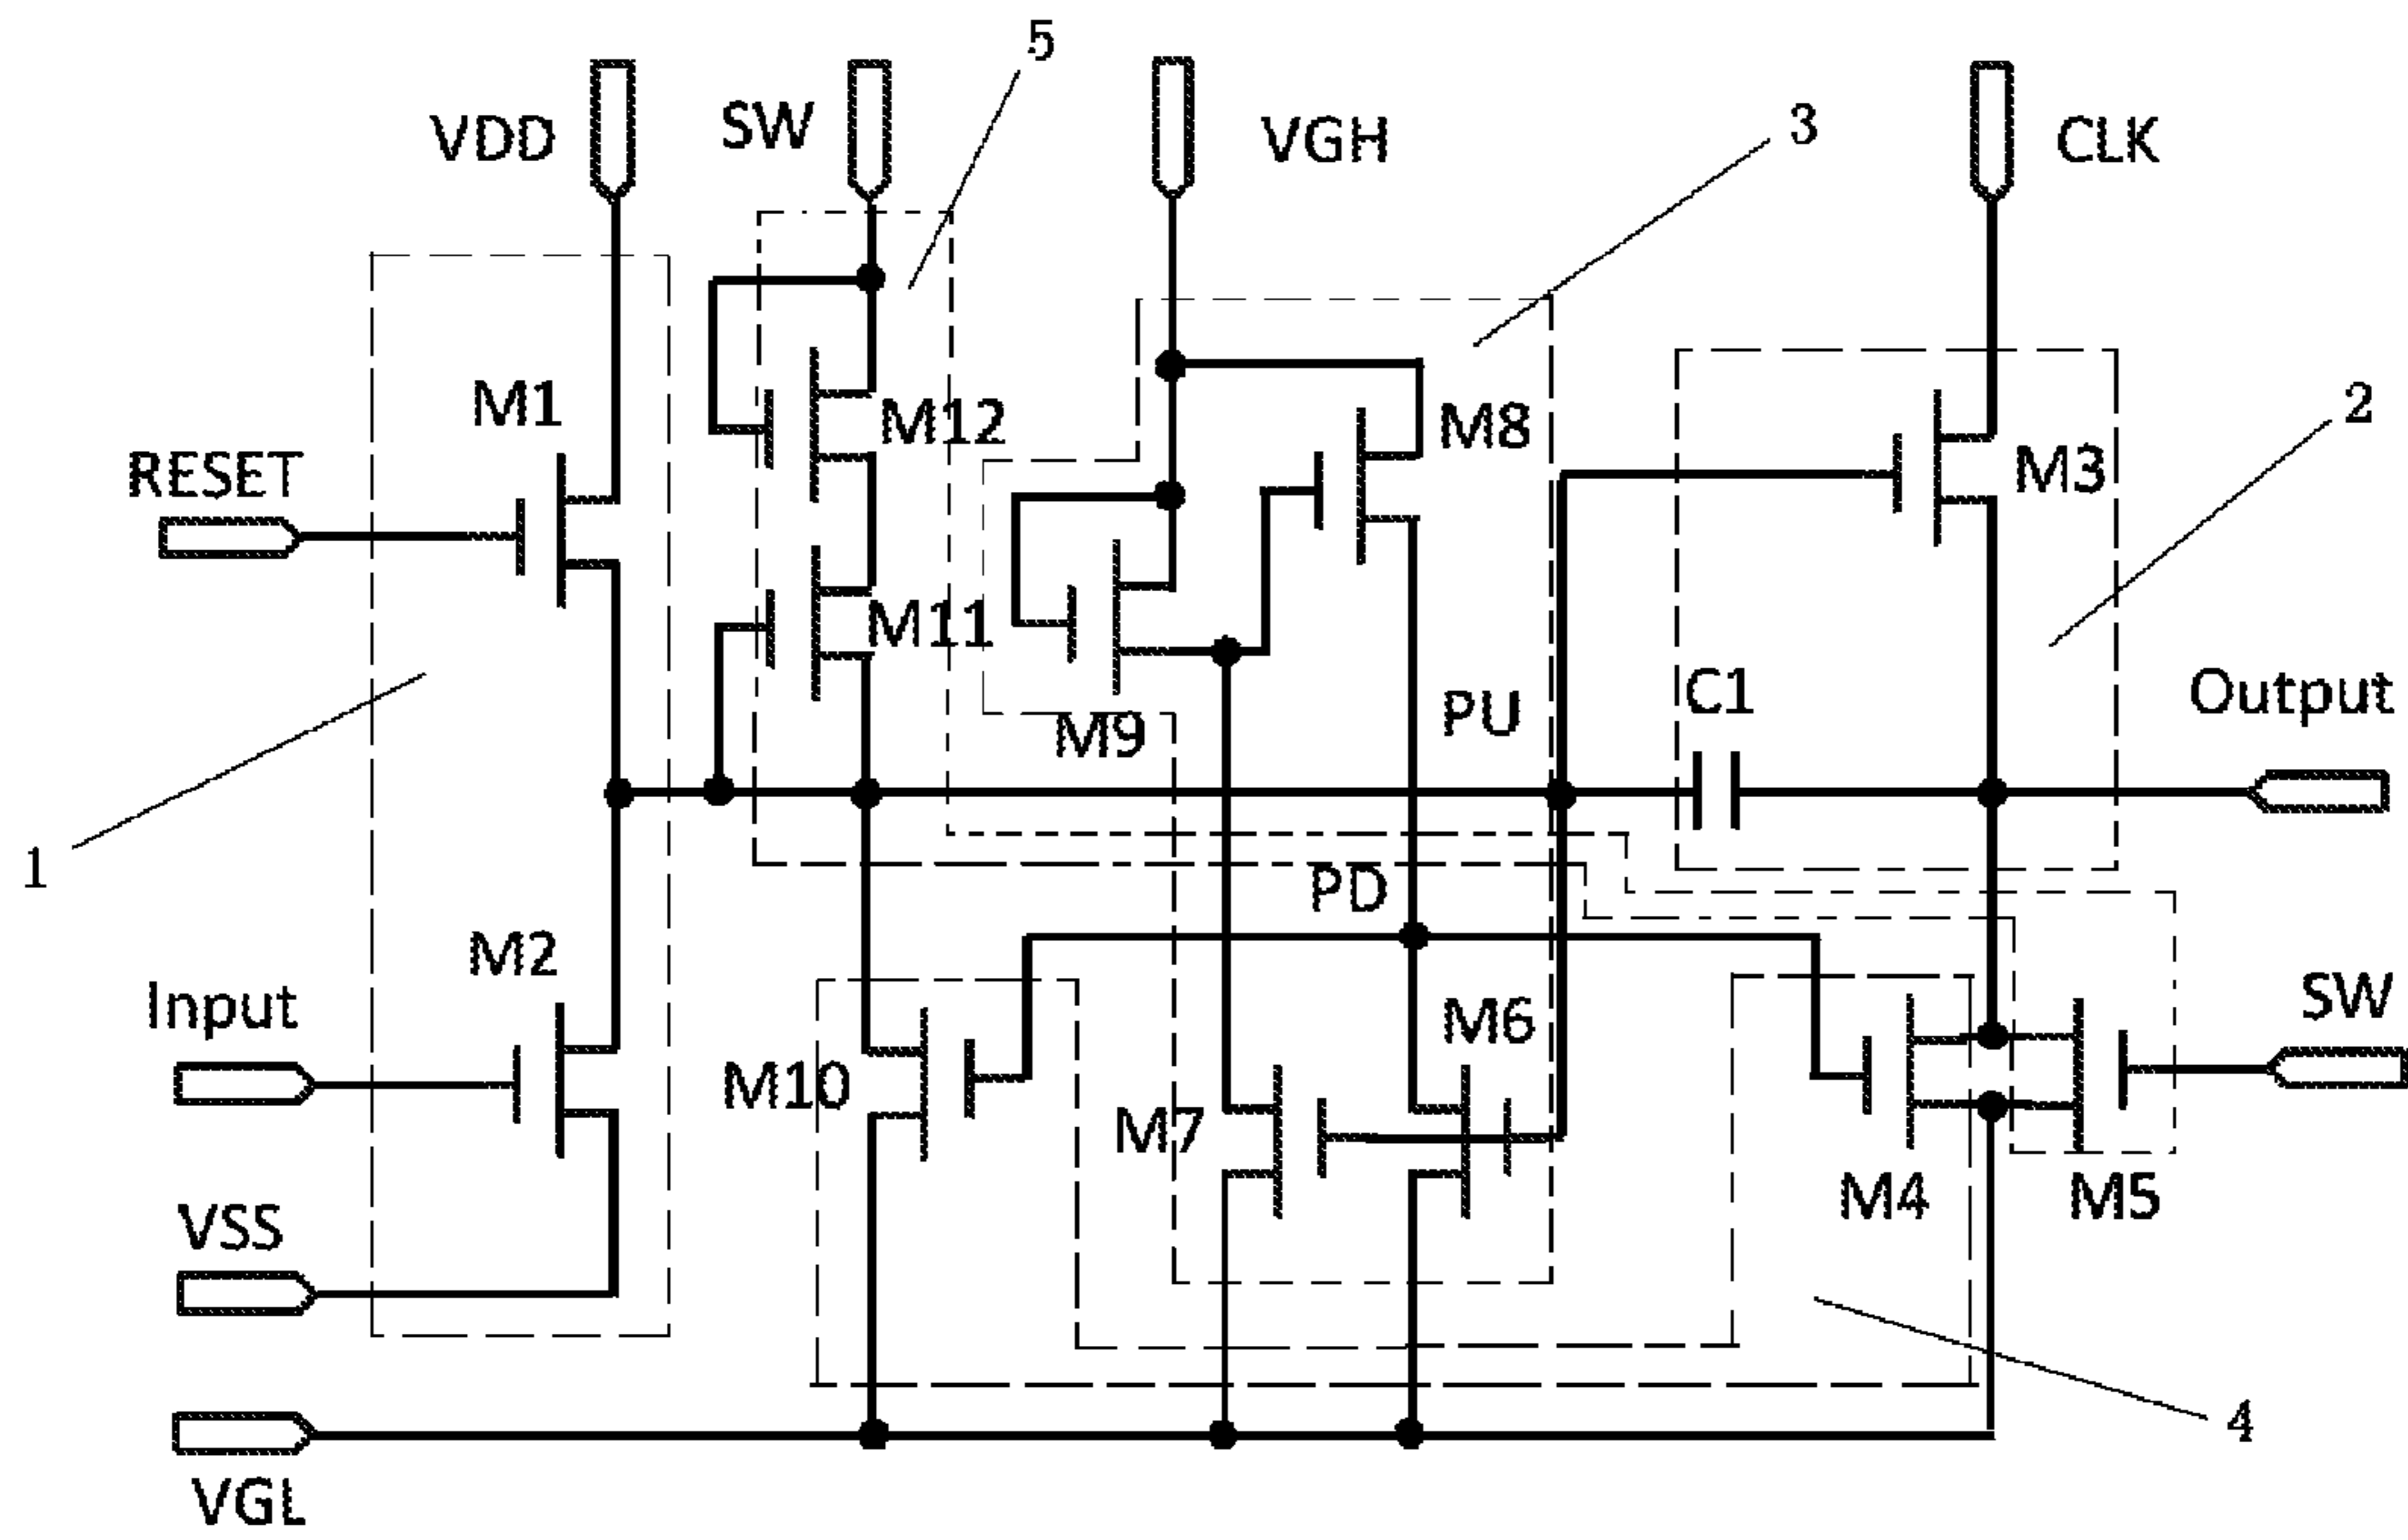 5
VDD
SW
VGH
3
CLK
M1
M12
M8
2
RESET
M3
M11
M9
PU
C1
Output
1
PD
M2
Input
M10
M7
M6
SW
VSS
M4
M5
4
VGL